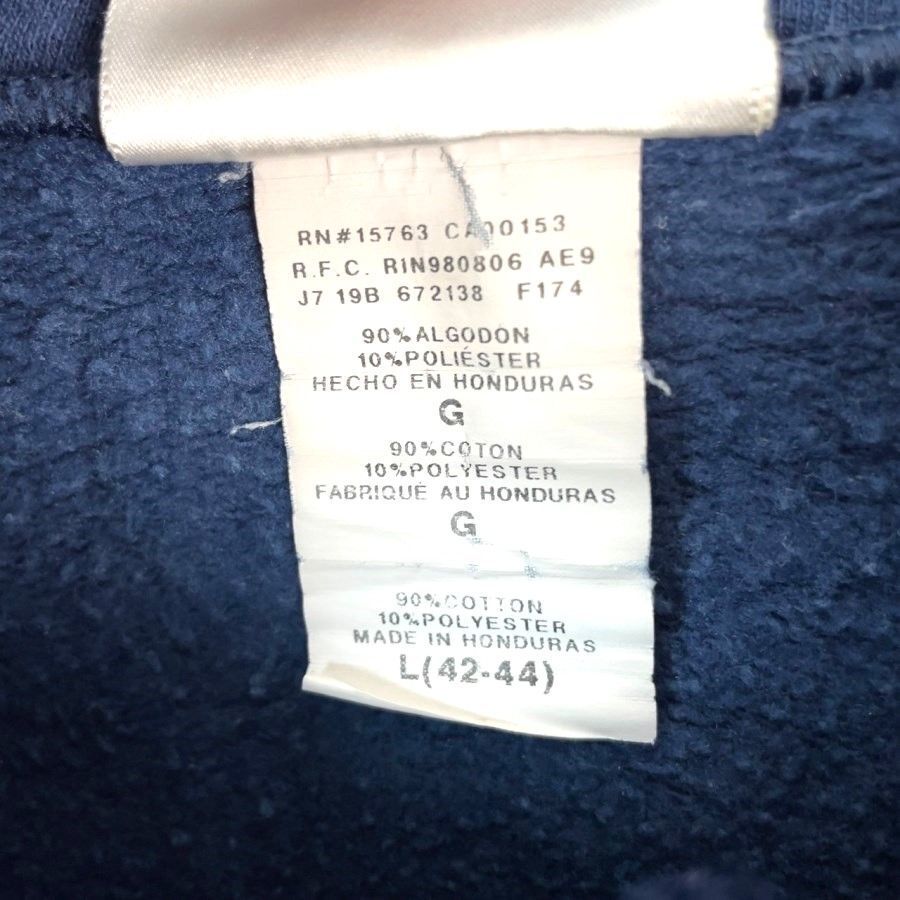 RN#15763 CA00153
R.F.C. RIN980806 AE9
J7 19B 672138 F174
90%ALGODÓN
10%POLIÉSTER
HECHO EN HONDURAS
G
90%COTON
10%POLYESTER
FABRIQUÉ AU HONDURAS
G
90%COTTON
10%POLYESTER
MADE IN HONDURAS
L(42-44)